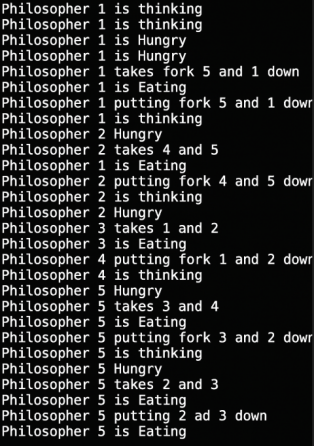 Philosopher 1 is thinking
Philosopher 1 is thinking
Philosopher 1 is Hungry
Philosopher 1 is Hungry
Philosopher 1 takes fork 5 and 1 down
Philosopher 1 is Eating
Philosopher 1 putting fork 5 and 1 down
Philosopher 1 is thinking
Philosopher 2 Hungry
Philosopher 2 takes 4 and 5
Philosopher 1 is Eating
Philosopher 2 putting fork 4 and 5 down
Philosopher 2 is thinking
Philosopher 2 Hungry
Philosopher 3 takes 1 and 2
Philosopher 3 is Eating
Philosopher 4 putting fork 1 and 2 down
Philosopher 4 is thinking
Philosopher 5 Hungry
Philosopher 5 takes 3 and 4
Philosopher 5 is Eating
Philosopher 5 putting fork 3 and 2 down
Philosopher 5 is thinking
Philosopher 5 Hungry
Philosopher 5 takes 2 and 3
Philosopher 5 is Eating
Philosopher 5 putting 2 ad 3 down
Philosopher 5 is Eating